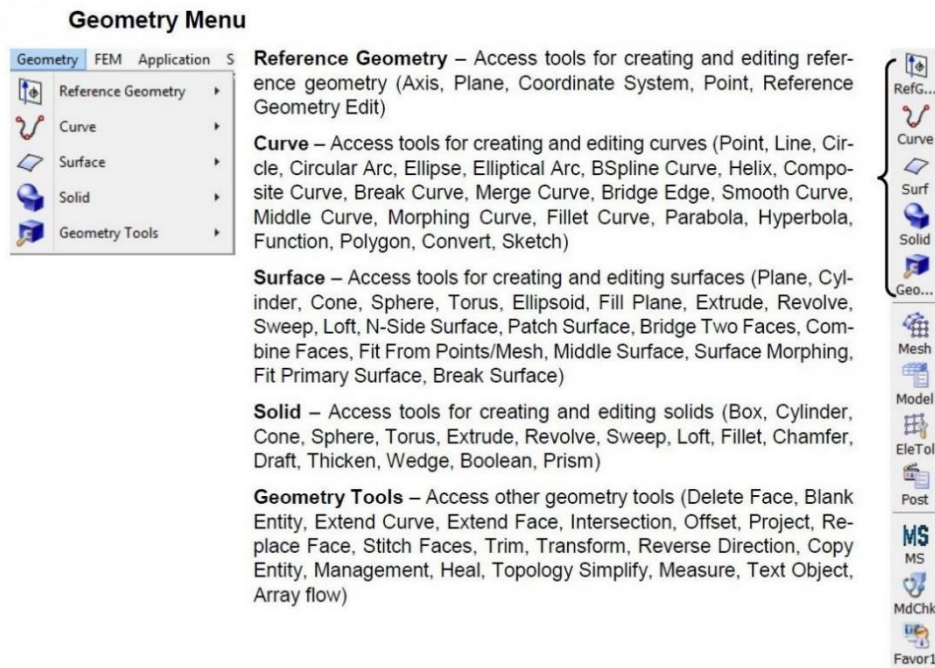 Geometry Menu
Geometry FEM Application S
Reference Geometry
Curve
Surface
Solid
Geometry Tools
Reference Geometry – Access tools for creating and editing refer-
ence geometry (Axis, Plane, Coordinate System, Point, Reference
Geometry Edit)
Curve – Access tools for creating and editing curves (Point, Line, Cir-
cle, Circular Arc, Ellipse, Elliptical Arc, BSpline Curve, Helix, Compo-
site Curve, Break Curve, Merge Curve, Bridge Edge, Smooth Curve,
Middle Curve, Morphing Curve, Fillet Curve, Parabola, Hyperbola,
Function, Polygon, Convert, Sketch)
Surface – Access tools for creating and editing surfaces (Plane, Cyl-
inder, Cone, Sphere, Torus, Ellipsoid, Fill Plane, Extrude, Revolve,
Sweep, Loft, N-Side Surface, Patch Surface, Bridge Two Faces, Com-
bine Faces, Fit From Points/Mesh, Middle Surface, Surface Morphing,
Fit Primary Surface, Break Surface)
Solid – Access tools for creating and editing solids (Box, Cylinder,
Cone, Sphere, Torus, Extrude, Revolve, Sweep, Loft, Fillet, Chamfer,
Draft, Thicken, Wedge, Boolean, Prism)
Geometry Tools – Access other geometry tools (Delete Face, Blank
Entity, Extend Curve, Extend Face, Intersection, Offset, Project, Re-
place Face, Stitch Faces, Trim, Transform, Reverse Direction, Copy
Entity, Management, Heal, Topology Simplify, Measure, Text Object,
Array flow)
RefG...
Curve
Surf
Solid
Geo...
Mesh
Model
EleTol
Post
MS
MS
MdChk
Favor1